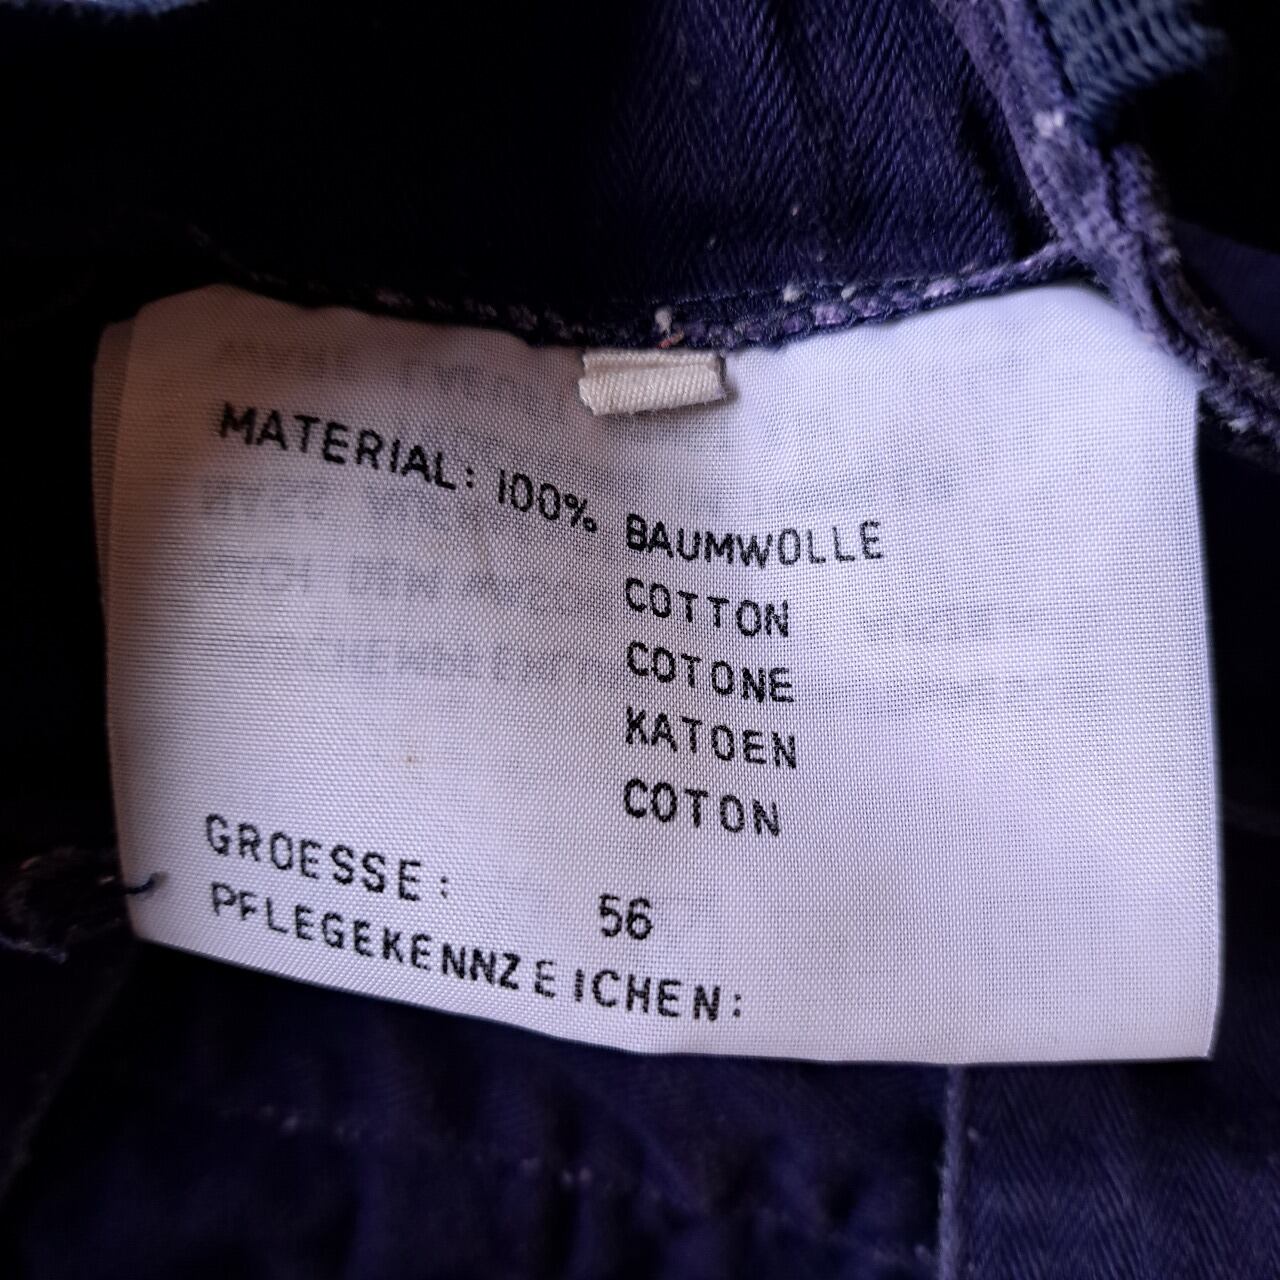 MATERIAL: 100% BAUMWOLLE
COTTON
COTONE
KATOEN
COTON
GROESSE: 56
PFLEGEKENNZEICHEN: